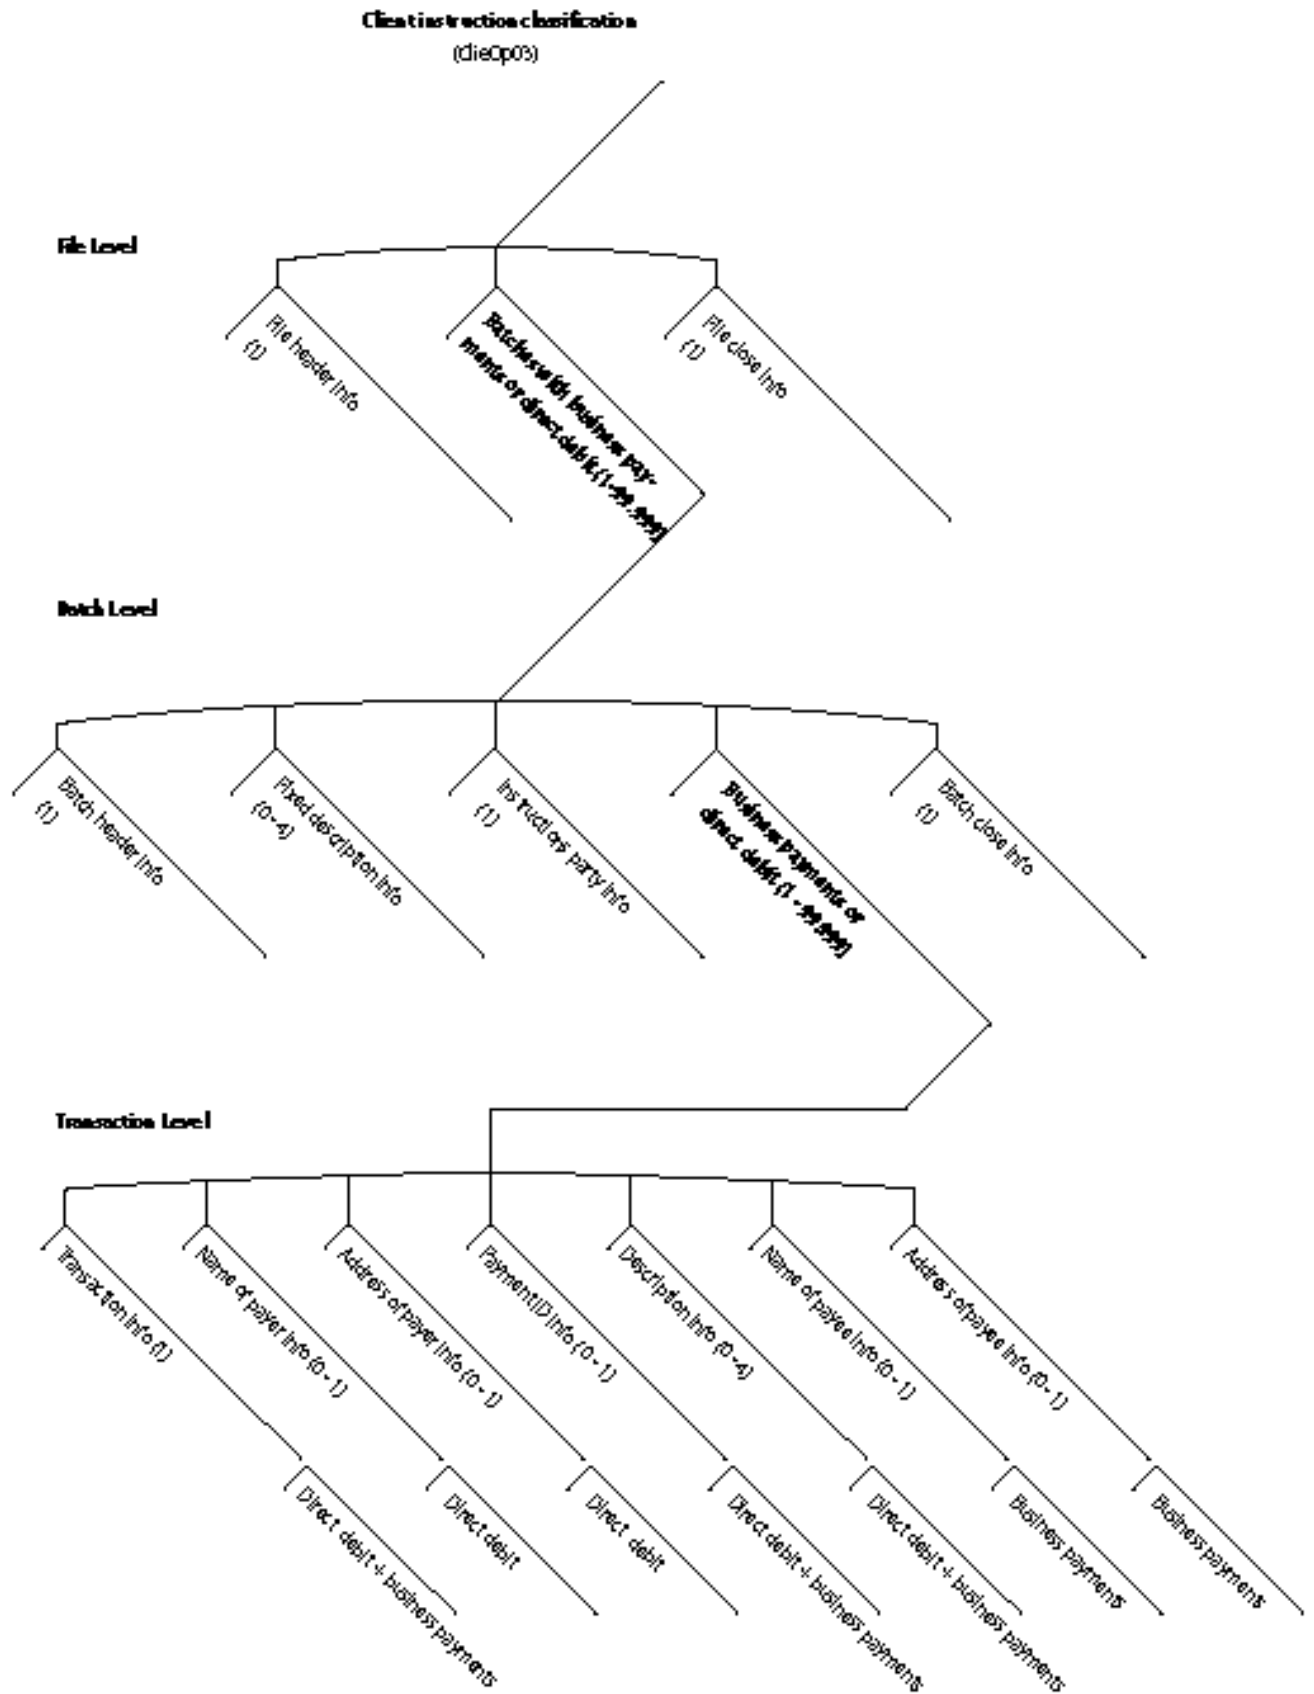 Client instruction classification
(ClieOp03)
File Level
File header info
(1)
Batches with business pay-
ments or direct debit (1-99.999)
File close info
(1)
Batch Level
Batch header info
(1)
Fixed description info
(0-4)
Instructions party info
(1)
Business payments or
direct debit (1 - 99.999)
Batch close info
(1)
Transaction Level
Transaction info (1)
Name of payer info (0 - 1)
Address of payer info (0 - 1)
Payment ID info (0 - 1)
Description info (0 -4)
Name of payee info (0 - 1)
Address of payee info (0 - 1)
Direct debit + business payments
Direct debit
Direct debit
Direct debit + business payments
Direct debit + business payments
Business payments
Business payments